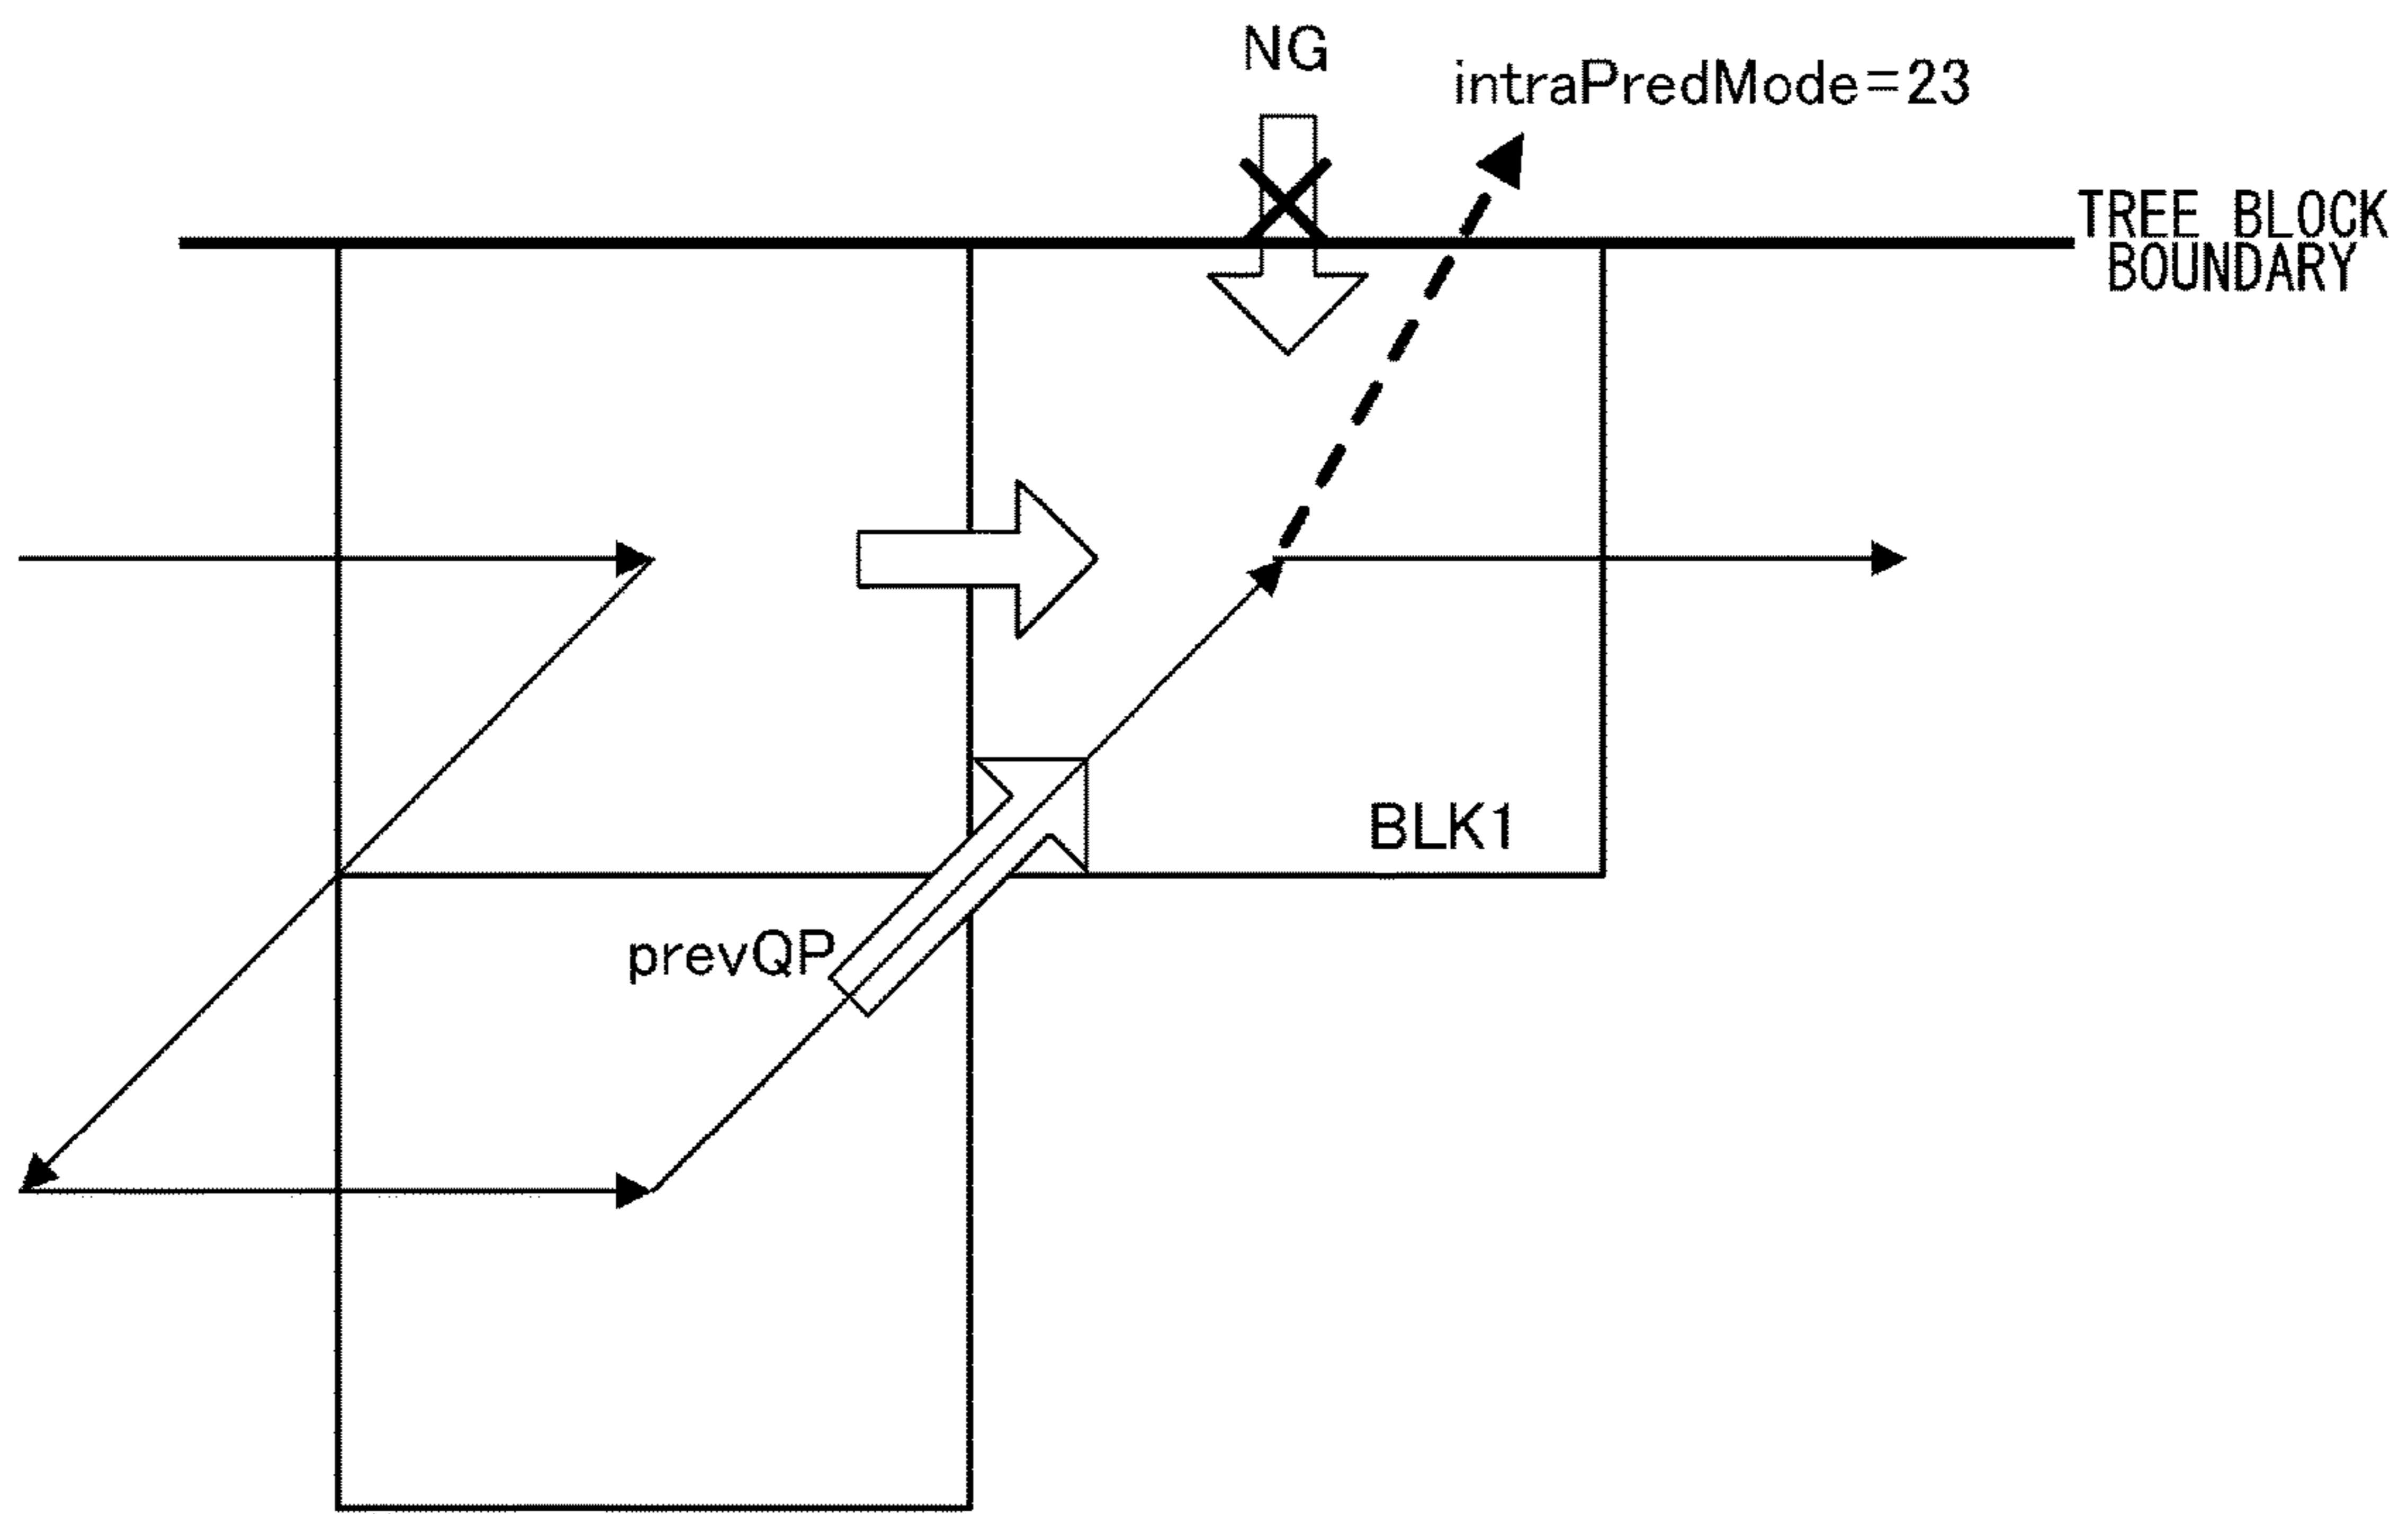 NG
intraPredMode=23
TREE BLOCK
BOUNDARY
BLK1
prevQP